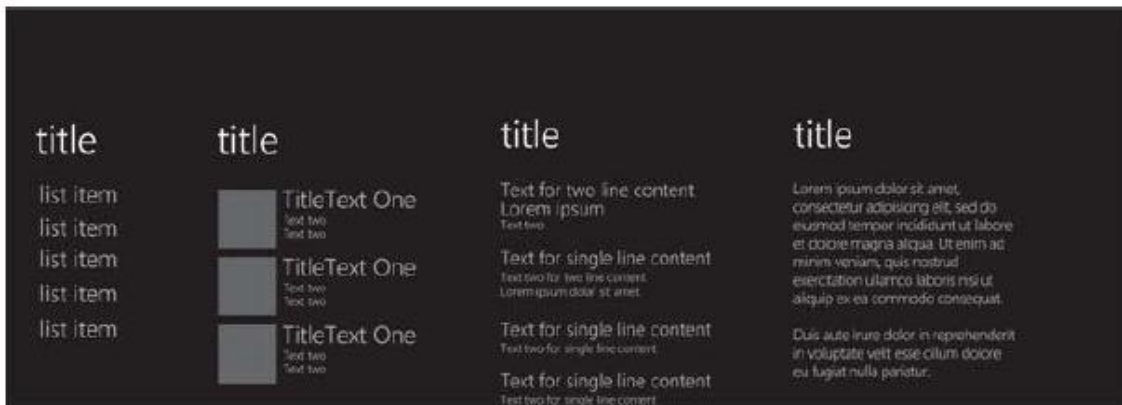 title
list item
list item
list item
list item
list item
title
TitleText One
Text two
Text two
TitleText One
Text two
Text two
TitleText One
Text two
Text two
title
Text for two line content
Lorem ipsum
Text two
Text for single line content
Text two for two line content
Lorem ipsum dolor sit amet
Text for single line content
Text two for single line content
Text for single line content
Text two for single line content
title
Lorem ipsum dolor sit amet,
consectetur adipisicing elit, sed do
eiusmod tempor incididunt ut labore
et dolore magna aliqua. Ut enim ad
minim veniam, quis nostrud
exercitation ullamco laboris nisi ut
aliquip ex ea commodo consequat.
Duis aute irure dolor in reprehenderit
in voluptate velit esse cillum dolore
eu fugiat nulla pariatur.